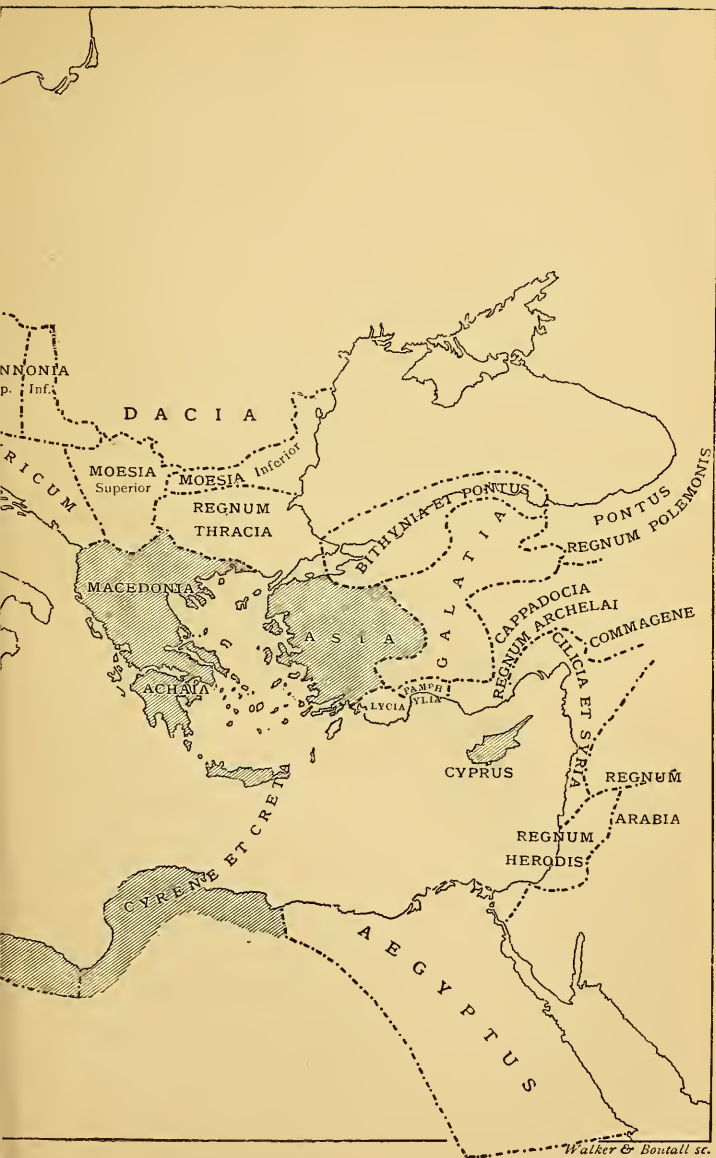 NNONIA
p. Inf.
DACIA
RICUM
MOESIA
Superior
MOESIA Inferior
REGNUM
THRACIA
BITHYNIA ET PONTUS
PONTUS
REGNUM POLEMONIS
MACEDONIA
ASIA
GALATIA
CAPPADOCIA
REGNUM ARCHELAI
COMMAGENE
ACHAIA
LYCIA
PAMPH
YLIA
CILICIA ET SYRIA
CYPRUS
REGNUM
ARABIA
REGNUM
HERODIS
CYRENE ET CRETA
AEGYPTUS
Walker & Boutall sc.